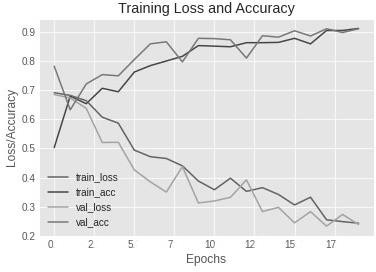 Training Loss and Accuracy
0.9
0.8
0.7
0.6
0.5
0.4
0.3
0.2
Loss/Accuracy
train_loss
train_acc
val_loss
val_acc
0 2 5 7 10 12 15 17
Epochs